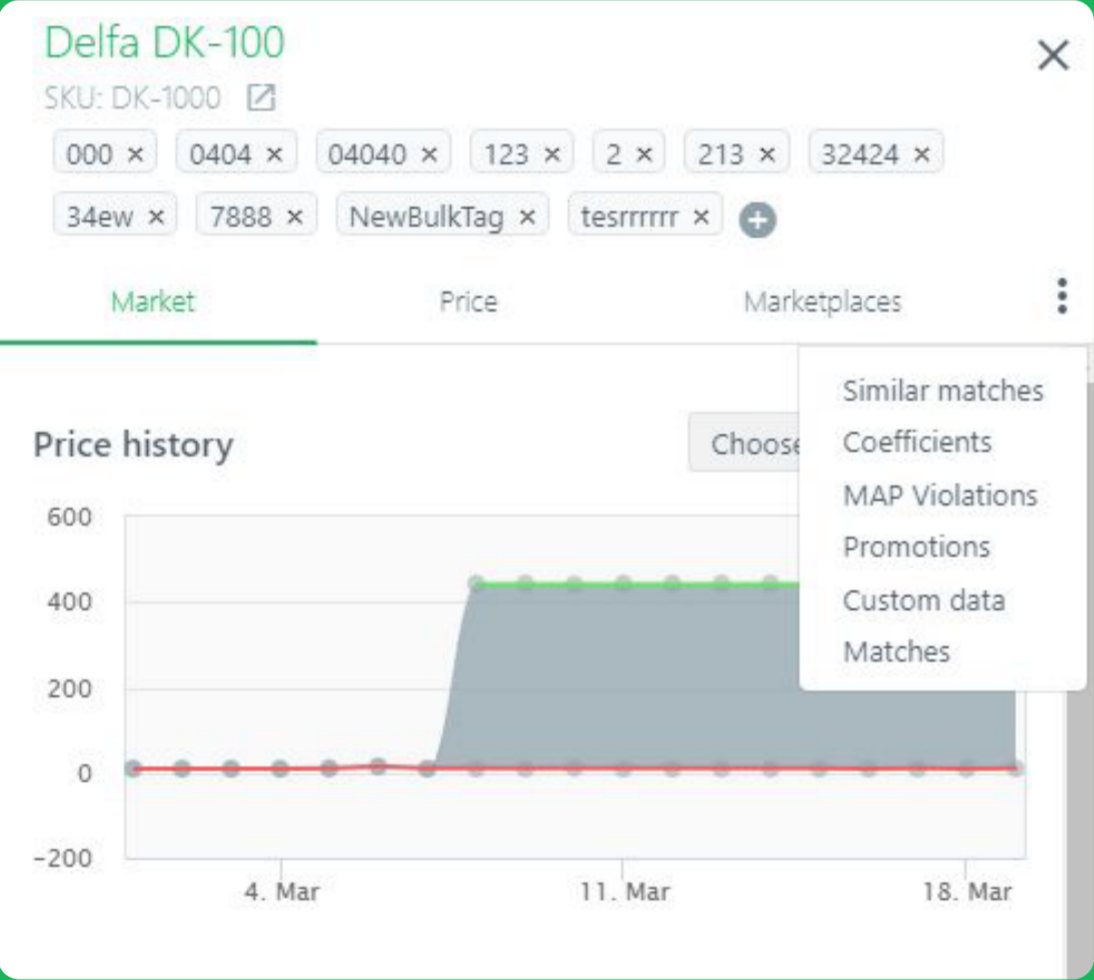 Delfa DK-100
SKU: DK-1000
000 × 0404 × 04040 × 123 × 2 × 213 × 32424 ×
34ew × 7888 × NewBulkTag × tesrrrrrr ×
Market Price Marketplaces
Similar matches
Coefficients
MAP Violations
Promotions
Custom data
Matches
Price history
Choose
600
400
200
0
-200
4. Mar 11. Mar 18. Mar